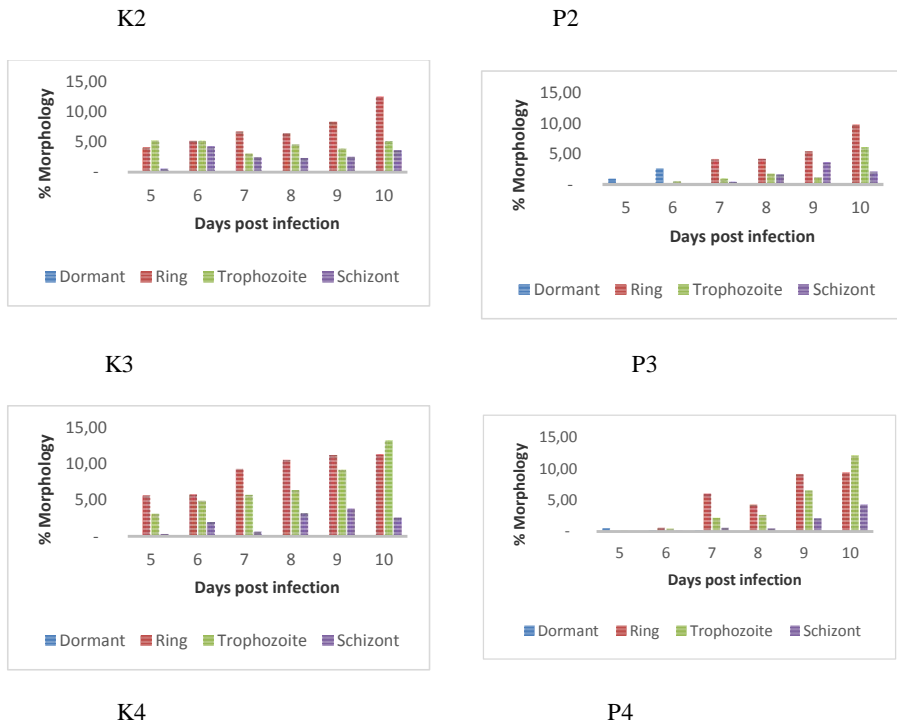 K2
P2
% Morphology
15,00
10,00
5,00
-
5 6 7 8 9 10
Days post infection
Dormant Ring Trophozoite Schizont
% Morphology
15,00
10,00
5,00
-
5 6 7 8 9 10
Days post infection
Dormant Ring Trophozoite Schizont
K3
P3
% Morphology
15,00
10,00
5,00
-
5 6 7 8 9 10
Days post infection
Dormant Ring Trophozoite Schizont
% Morphology
15,00
10,00
5,00
-
5 6 7 8 9 10
Days post infection
Dormant Ring Trophozoite Schizont
K4
P4